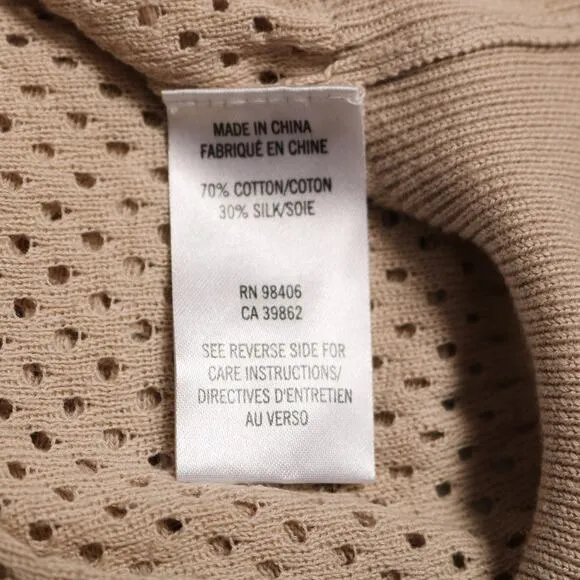 MADE IN CHINA
FABRIQUÉ EN CHINE
70% COTTON/COTON
30% SILK/SOIE
RN 98406
CA 39862
SEE REVERSE SIDE FOR
CARE INSTRUCTIONS/
DIRECTIVES D'ENTRETIEN
AU VERSO